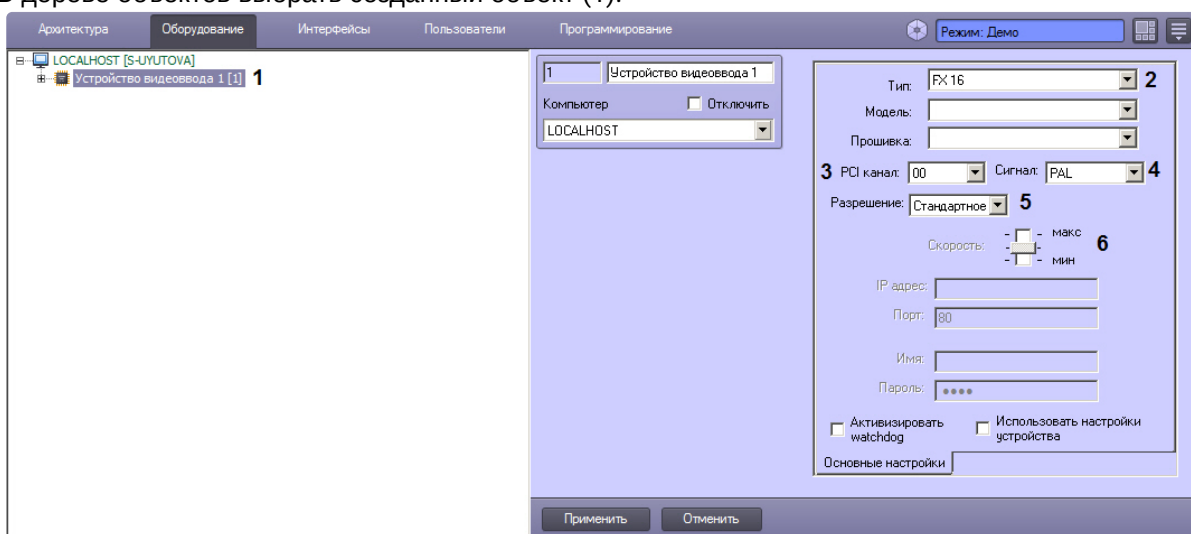 В дереве объектов выбрать созданный объект (1).
Архитектура Оборудование Интерфейсы Пользователи Программирование Режим: Демо
LOCALHOST [S-UYUTOVA]
Устройство видеоввода 1 [1] 1
1 Устройство видеоввода 1
Компьютер Отключить
LOCALHOST
Тип: FX 16 2
Модель:
Прошивка:
3 PCI канал: 00 Сигнал: PAL 4
Разрешение: Стандартное 5
Скорость: макс 6
мин
IP адрес:
Порт: 80
Имя:
Пароль: ••••
Активизировать watchdog
Использовать настройки устройства
Основные настройки
Применить Отменить